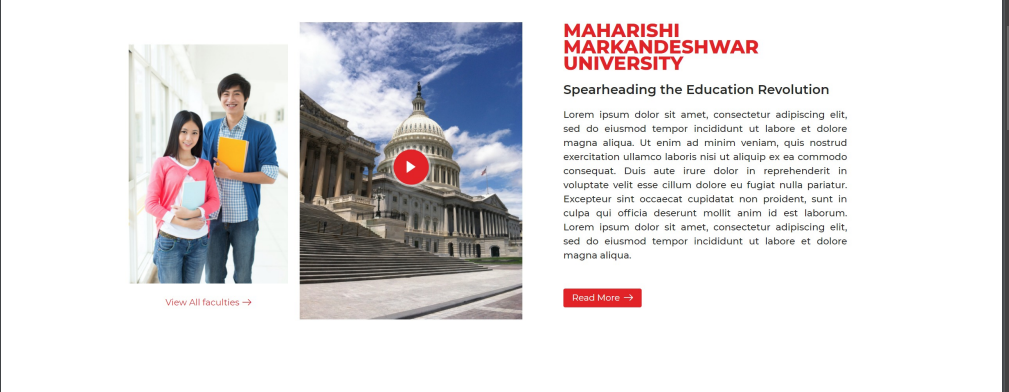 MAHARISHI
MARKANDESHWAR
UNIVERSITY
Spearheading the Education Revolution
Lorem ipsum dolor sit amet, consectetur adipiscing elit,
sed do eiusmod tempor incididunt ut labore et dolore
magna aliqua. Ut enim ad minim veniam, quis nostrud
exercitation ullamco laboris nisi ut aliquip ex ea commodo
consequat. Duis aute irure dolor in reprehenderit in
voluptate velit esse cillum dolore eu fugiat nulla pariatur.
Excepteur sint occaecat cupidatat non proident, sunt in
culpa qui officia deserunt mollit anim id est laborum.
Lorem ipsum dolor sit amet, consectetur adipiscing elit,
sed do eiusmod tempor incididunt ut labore et dolore
magna aliqua.
View All faculties →
Read More →